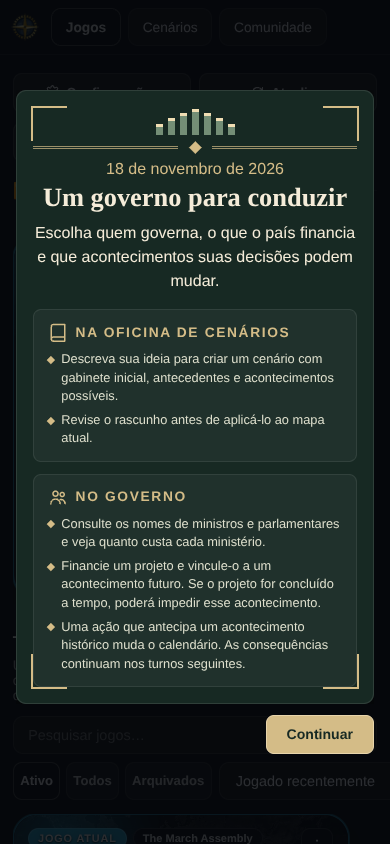 Jogos
Cenários
Comunidade
18 de novembro de 2026
Um governo para conduzir
Escolha quem governa, o que o país financia
e que acontecimentos suas decisões podem
mudar.
NA OFICINA DE CENÁRIOS
Descreva sua ideia para criar um cenário com
gabinete inicial, antecedentes e acontecimentos
possíveis.
Revise o rascunho antes de aplicá-lo ao mapa
atual.
NO GOVERNO
Consulte os nomes de ministros e parlamentares
e veja quanto custa cada ministério.
Financie um projeto e vincule-o a um
acontecimento futuro. Se o projeto for concluído
a tempo, poderá impedir esse acontecimento.
Uma ação que antecipa um acontecimento
histórico muda o calendário. As consequências
continuam nos turnos seguintes.
Pesquisar jogos...
Continuar
Ativo
Todos
Arquivados
Jogado recentemente
JOGO ATUAL
The March Assembly